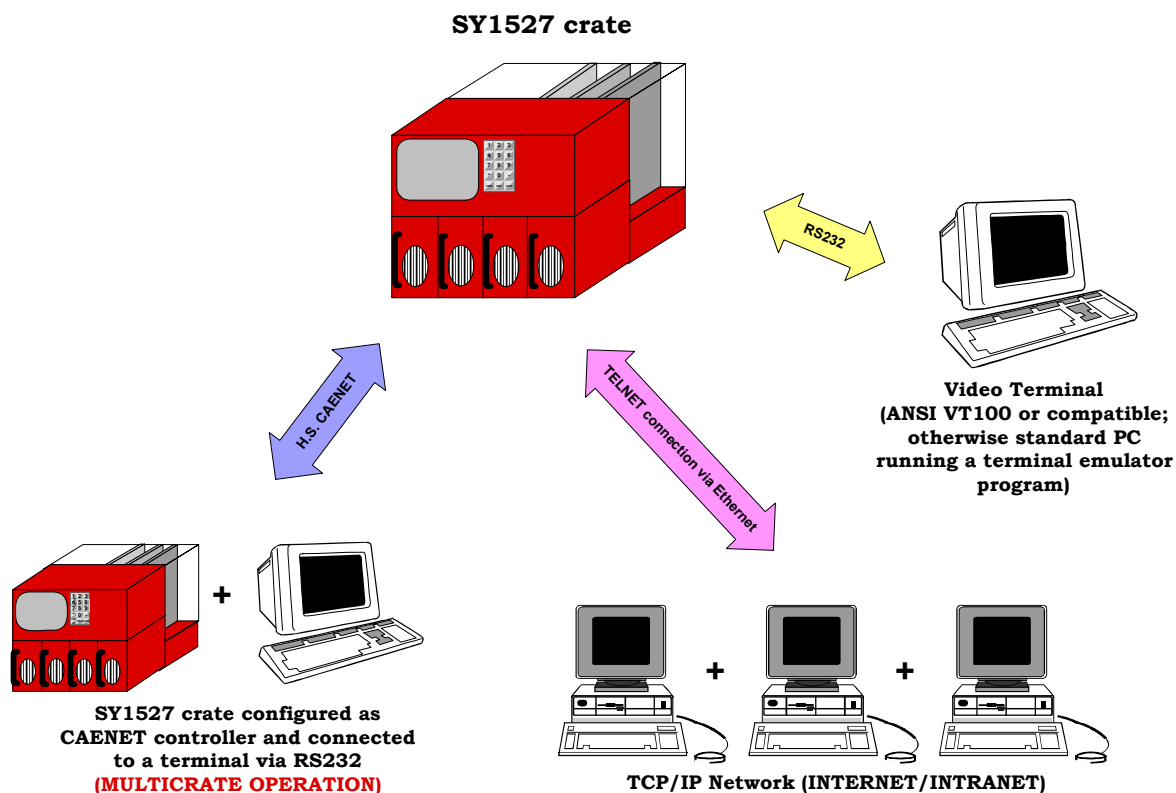 SY1527 crate
RS232
H.S. CAENET
TELNET connection via Ethernet
Video Terminal
(ANSI VT100 or compatible;
otherwise standard PC
running a terminal emulator
program)
+
SY1527 crate configured as
CAENET controller and connected
to a terminal via RS232
(MULTICRATE OPERATION)
+
+
TCP/IP Network (INTERNET/INTRANET)